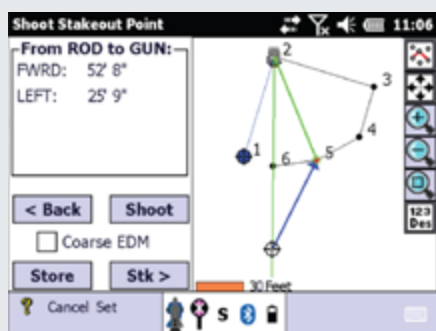 Shoot Stakeout Point 11:06
From ROD to GUN:
FWRD: 52' 8"
LEFT: 25' 9"
< Back Shoot
Coarse EDM
Store Stk >
2
3
4
1
6 5
123
Des
30 Feet
Cancel Set S